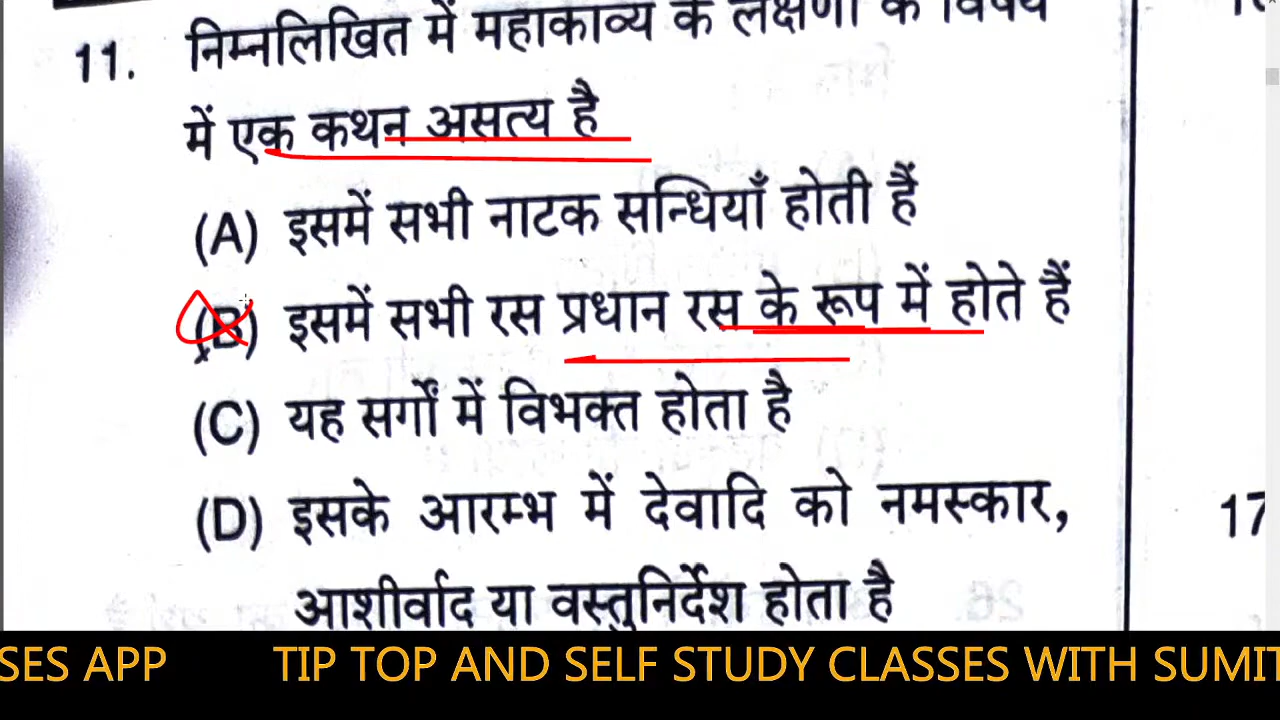 11. निम्नलिखित में महाकाव्य के लक्षणों के विषय
में एक कथन असत्य है
(A) इसमें सभी नाटक सन्धियाँ होती हैं
(B) इसमें सभी रस प्रधान रस के रूप में होते हैं
(C) यह सर्गों में विभक्त होता है
(D) इसके आरम्भ में देवादि को नमस्कार,
आशीर्वाद या वस्तुनिर्देश होता है
17
SES APP TIP TOP AND SELF STUDY CLASSES WITH SUMIT